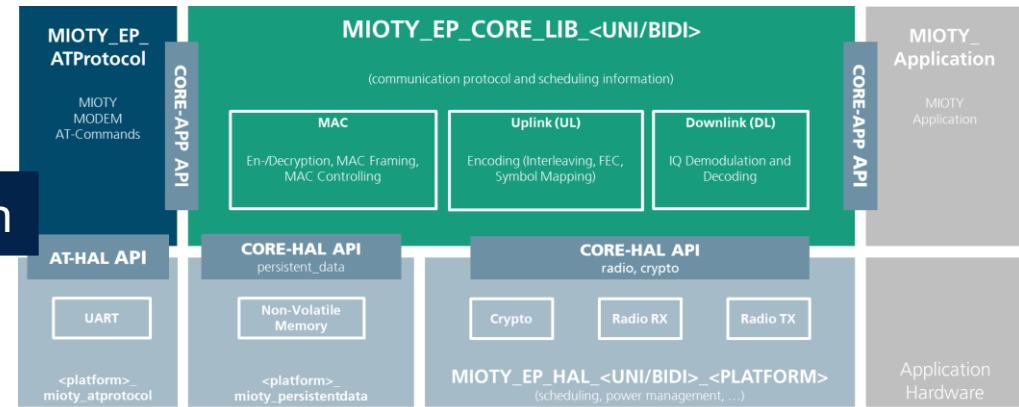 MIOTY_EP_
ATProtocol
MIOTY
MODEM
AT-Commands
CORE-APP API
MIOTY_EP_CORE_LIB_<UNI/BIDI>
(communication protocol and scheduling information)
MAC
En-/Decryption, MAC Framing,
MAC Controlling
Uplink (UL)
Encoding (Interleaving, FEC,
Symbol Mapping)
Downlink (DL)
IQ Demodulation and
Decoding
CORE-APP API
MIOTY_
Application
MIOTY
Application
n
AT-HAL API
CORE-HAL API
persistent_data
CORE-HAL API
radio, crypto
UART
Non-Volatile
Memory
Crypto
Radio RX
Radio TX
<platform>_
mioty_atprotocol
<platform>_
mioty_persistentdata
MIOTY_EP_HAL_<UNI/BIDI>_<PLATFORM>
(scheduling, power management, ...)
Application
Hardware